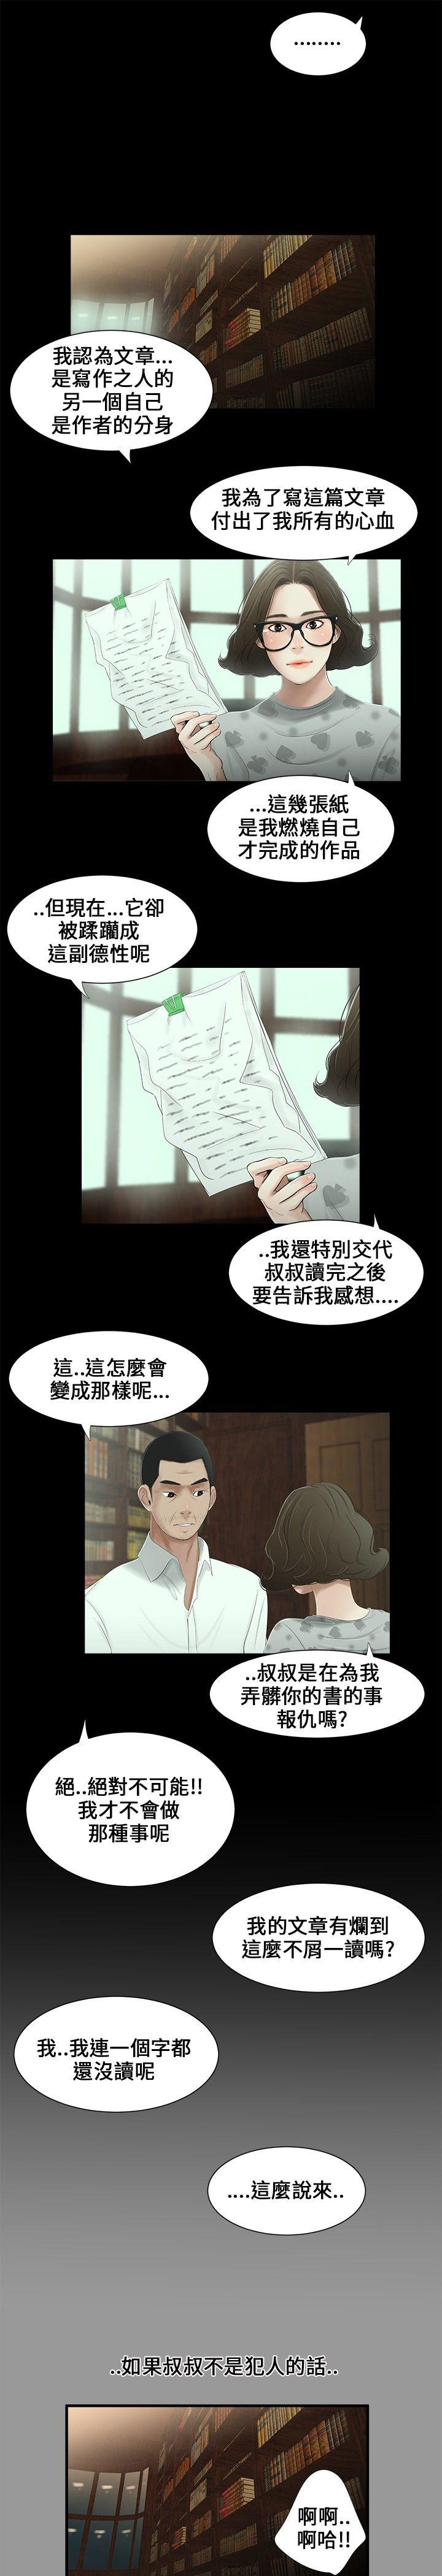 ........
我認為文章...
是寫作之人的
另一個自己
是作者的分身
我為了寫這篇文章
付出了我所有的心血
...這幾張紙
是我燃燒自己
才完成的作品
..但現在...它卻
被蹂躪成
這副德性呢
..我還特別交代
叔叔讀完之後
要告訴我感想....
這..這怎麼會
變成那樣呢...
..叔叔是在為我
弄髒你的書的事
報仇嗎?
絕..絕對不可能!!
我才不會做
那種事呢
我的文章有爛到
這麼不屑一讀嗎?
我..我連一個字都
還沒讀呢
....這麼說來..
..如果叔叔不是犯人的話..
啊啊..
啊哈!!